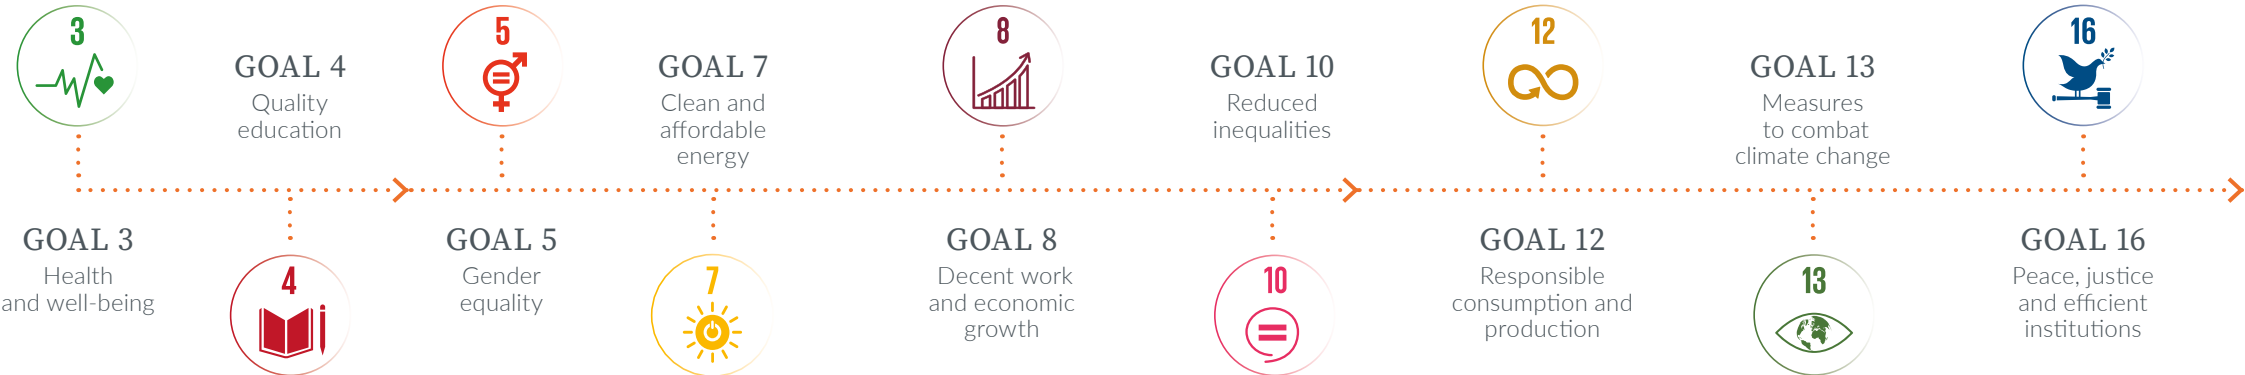 3
GOAL 3
Health
and well-being
GOAL 4
Quality
education
4
5
GOAL 5
Gender
equality
GOAL 7
Clean and
affordable
energy
7
8
GOAL 8
Decent work
and economic
growth
GOAL 10
Reduced
inequalities
10
12
GOAL 12
Responsible
consumption and
production
GOAL 13
Measures
to combat
climate change
13
16
GOAL 16
Peace, justice
and efficient
institutions